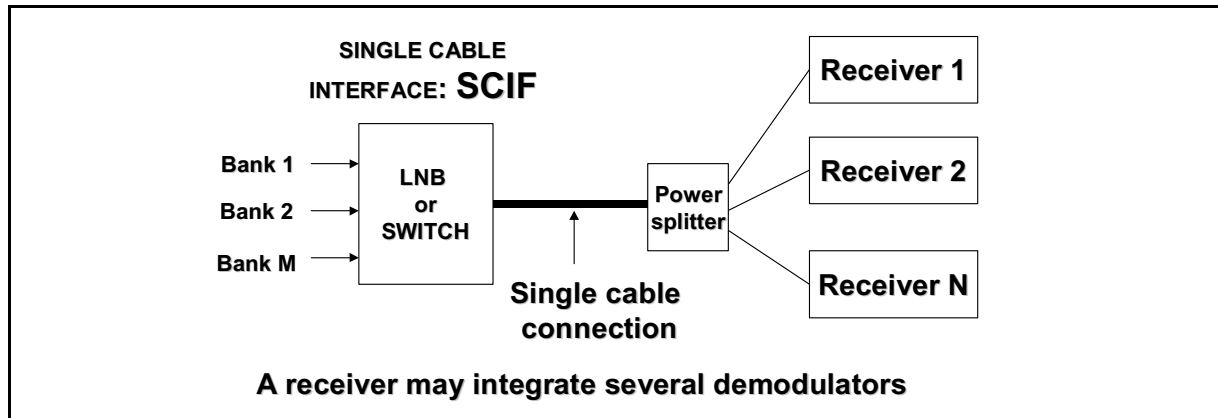 SINGLE CABLE
INTERFACE: SCIF
Bank 1
Bank 2
Bank M
LNB
or
SWITCH
Single cable
connection
Power
splitter
Receiver 1
Receiver 2
Receiver N
A receiver may integrate several demodulators